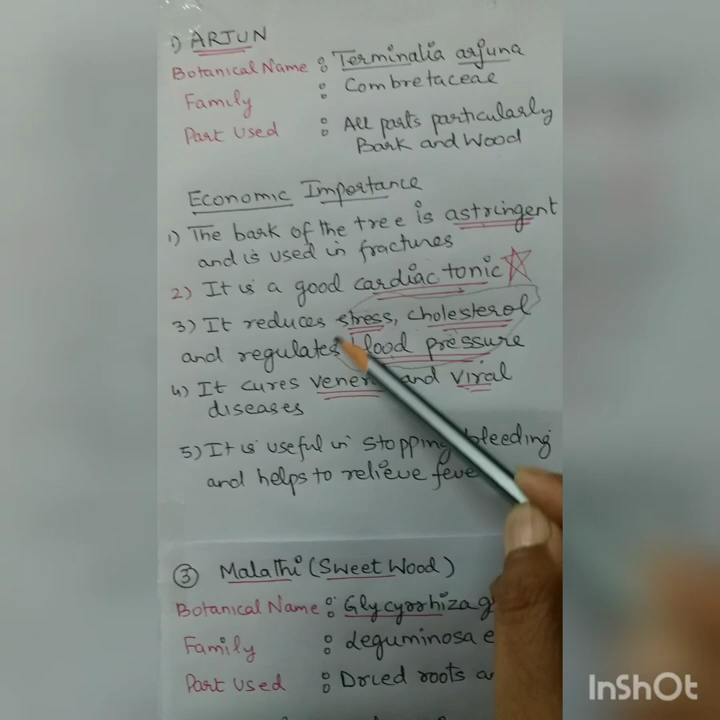 1) ARJUN
Botanical Name : Terminalia arjuna
Family : Combretaceae
Part Used : All parts particularly
Bark and Wood
Economic Importance
1) The bark of the tree is astringent
and is used in fractures
2) It is a good cardiac tonic
3) It reduces stress, cholesterol
and regulates blood pressure
4) It cures and viral
diseases
5) It is useful in stopping bleeding
and helps to relieve
3 Malathi (Sweet Wood)
Botanical Name : Glycyrrhiza
Family :
Part Used : Dried roots
InShOt